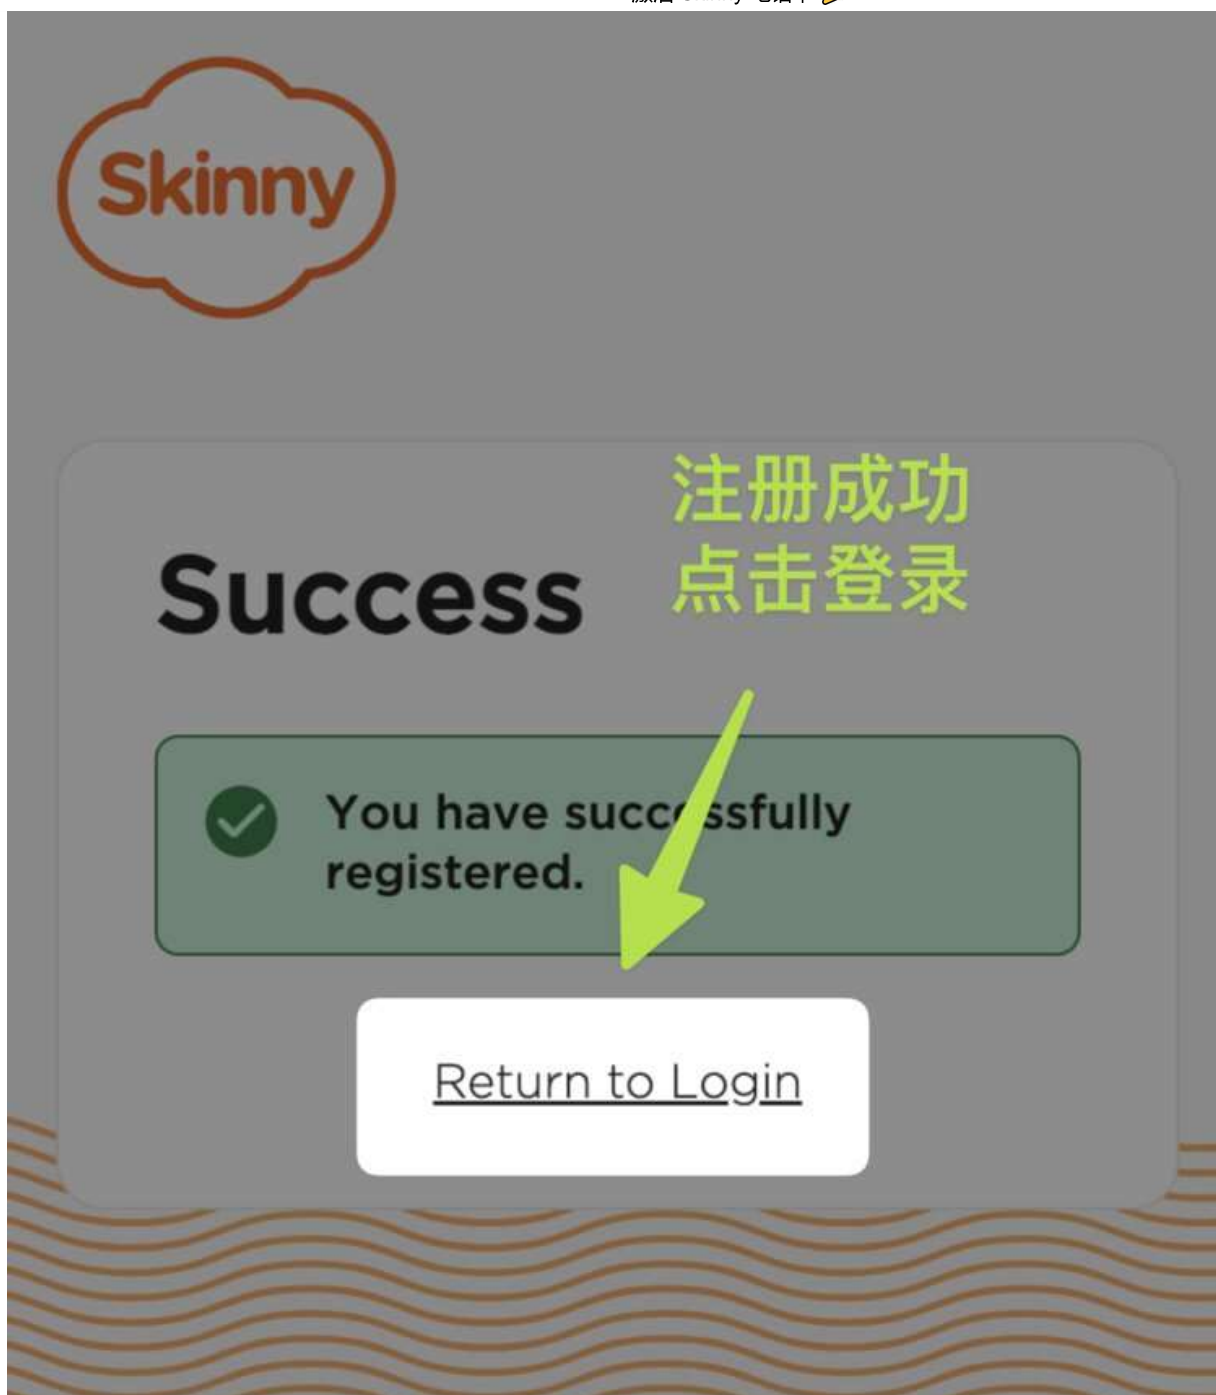 Skinny
注册成功
点击登录
Success
You have successfully
registered.
Return to Login